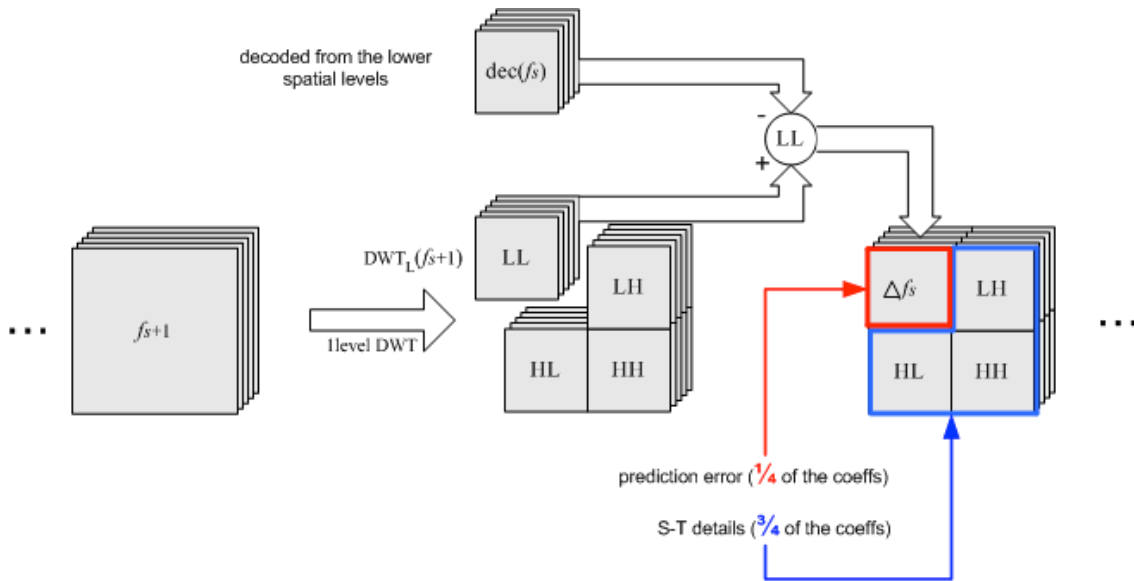 decoded from the lower
spatial levels
dec(fs)
-
LL
+
DWT_L(fs+1)
LL
LH
Δfs
LH
...
fs+1
1level DWT
HL
HH
HL
HH
...
prediction error (¼ of the coeffs)
S-T details (¾ of the coeffs)